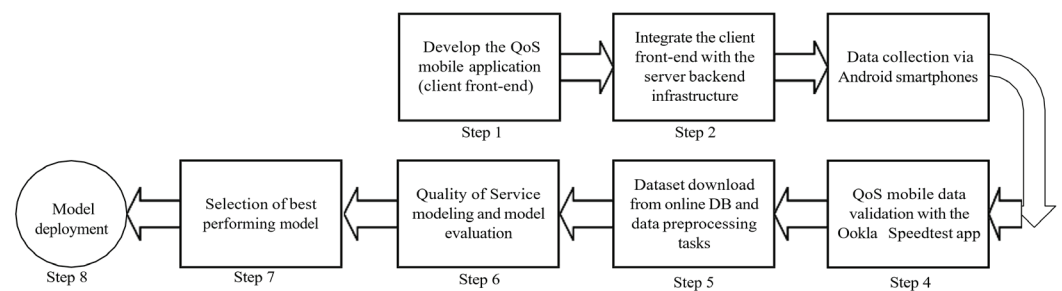 Develop the QoS
mobile application
(client front-end)
Step 1
Integrate the client
front-end with the
server backend
infrastructure
Step 2
Data collection via
Android smartphones
QoS mobile data
validation with the
Ookla Speedtest app
Step 4
Dataset download
from online DB and
data preprocessing
tasks
Step 5
Quality of Service
modeling and model
evaluation
Step 6
Selection of best
performing model
Step 7
Model
deployment
Step 8